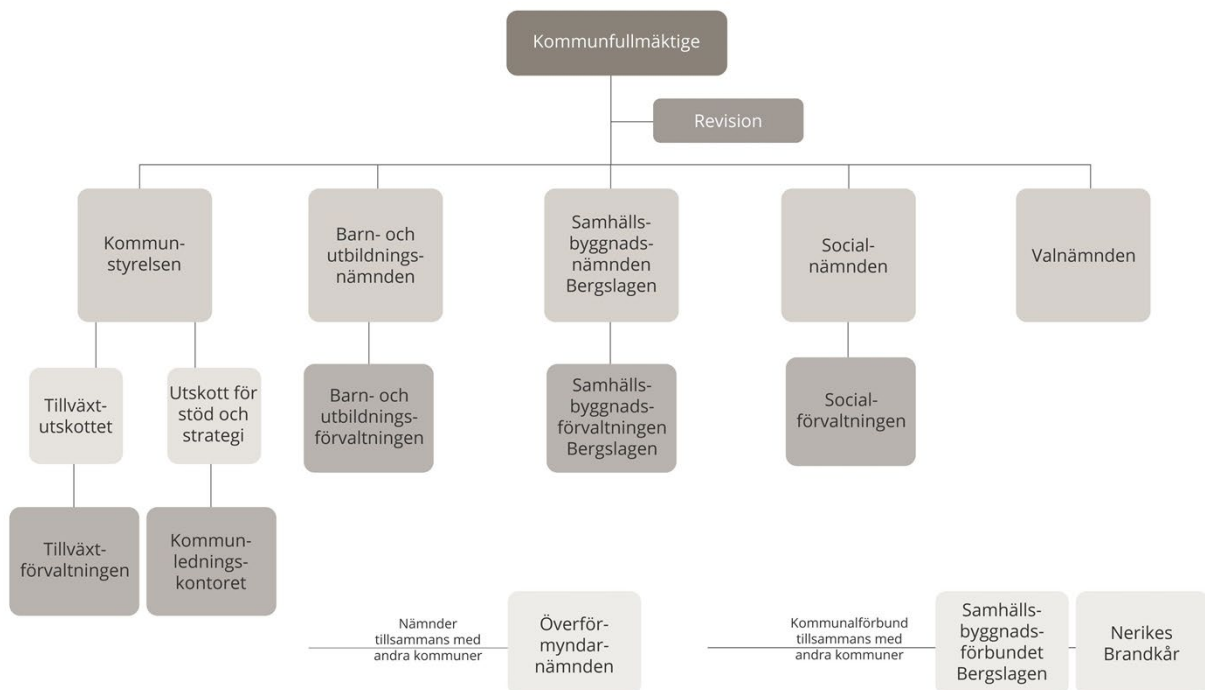 Kommunfullmäktige
Revision
Kommun-
styrelsen
Barn- och
utbildnings-
nämnden
Samhälls-
byggnads-
nämnden
Bergslagen
Social-
nämnden
Valnämnden
Tillväxt-
utskottet
Utskott för
stöd och
strategi
Barn- och
utbildnings-
förvaltningen
Samhälls-
byggnads-
förvaltningen
Bergslagen
Social-
förvaltningen
Tillväxt-
förvaltningen
Kommun-
lednings-
kontoret
Nämnder
tillsammans med
andra kommuner
Överför-
myndar-
nämnden
Kommunalförbund
tillsammans med
andra kommuner
Samhälls-
byggnads-
förbundet
Bergslagen
Nerikes
Brandkår